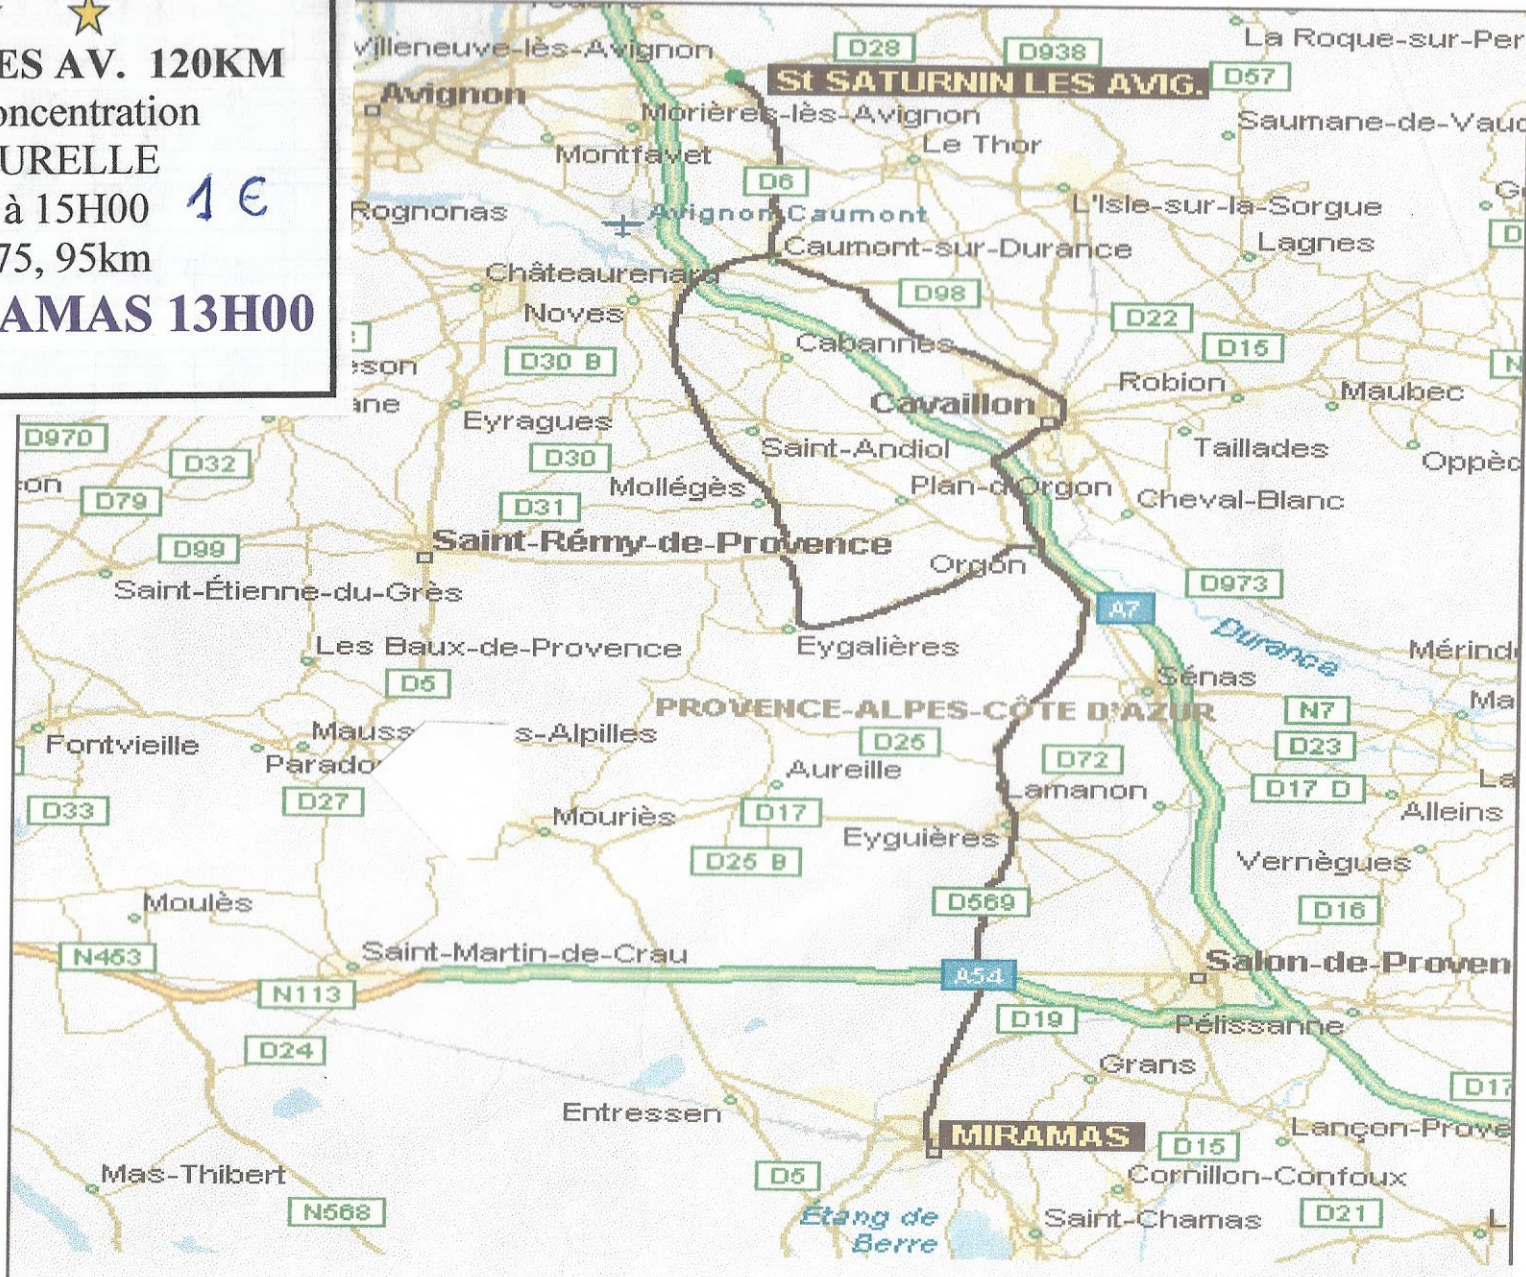 ES AV. 120KM
oncentration
URELLE
à 15H00 1 €
75, 95km
AMAS 13H00
Villeneuve-lès-Avignon
D28
D938
La Roque-sur-Per
St SATURNIN LES AVIG.
D57
Avignon
Morières-lès-Avignon
Saumane-de-Vauc
Montfavet
Le Thor
D6
Rognonas
Avignon Caumont
L'Isle-sur-la-Sorgue
Caumont-sur-Durance
Lagnes
D
Châteaurenard
D98
Noves
D22
Cabannes
D15
D30 B
N
Robion
Maubec
Cavaillon
Eyragues
D970
Saint-Andiol
Taillades
D32
D30
Oppèd
on
Mollégès
Plan-d'Orgon
Cheval-Blanc
D79
D31
D99
Saint-Rémy-de-Provence
Orgon
Saint-Étienne-du-Grès
D973
A7
Durance
Les Baux-de-Provence
Eygalières
Mérind
D5
Sénas
Ma
PROVENCE-ALPES-CÔTE D'AZUR
N7
Fontvieille
Mauss
s-Alpilles
D25
D23
Parado
Aureille
D72
La
D33
D27
Lamanon
D17 D
Mouriès
D17
Alleins
Eyguières
D25 B
Vernègues
Moulès
D569
D16
N453
Saint-Martin-de-Crau
Salon-de-Proven
A54
N113
D19
Pélissanne
D24
Grans
D17
Entressen
MIRAMAS
Lançon-Prove
D15
Mas-Thibert
D5
Cornillon-Confoux
N568
Étang de
Berre
Saint-Chamas
D21
L